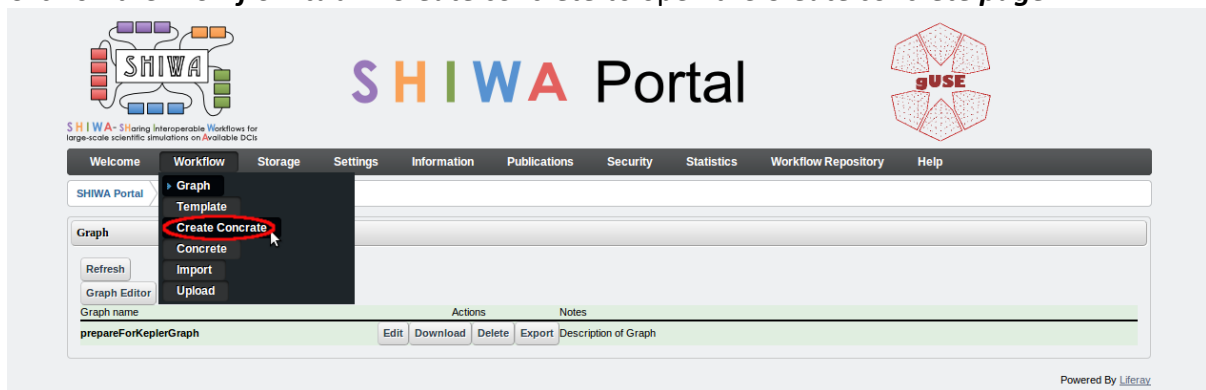 SHIWA
SHIWA Portal
gUSE
SHIWA- SHaring Interoperable Workflows for
large-scale scientific simulations on Available DCIs
Welcome Workflow Storage Settings Information Publications Security Statistics Workflow Repository Help
SHIWA Portal
Graph
Template
Create Concrate
Concrete
Import
Upload
Graph
Refresh
Graph Editor
Graph name Actions Notes
prepareForKeplerGraph Edit Download Delete Export Description of Graph
Powered By Liferay